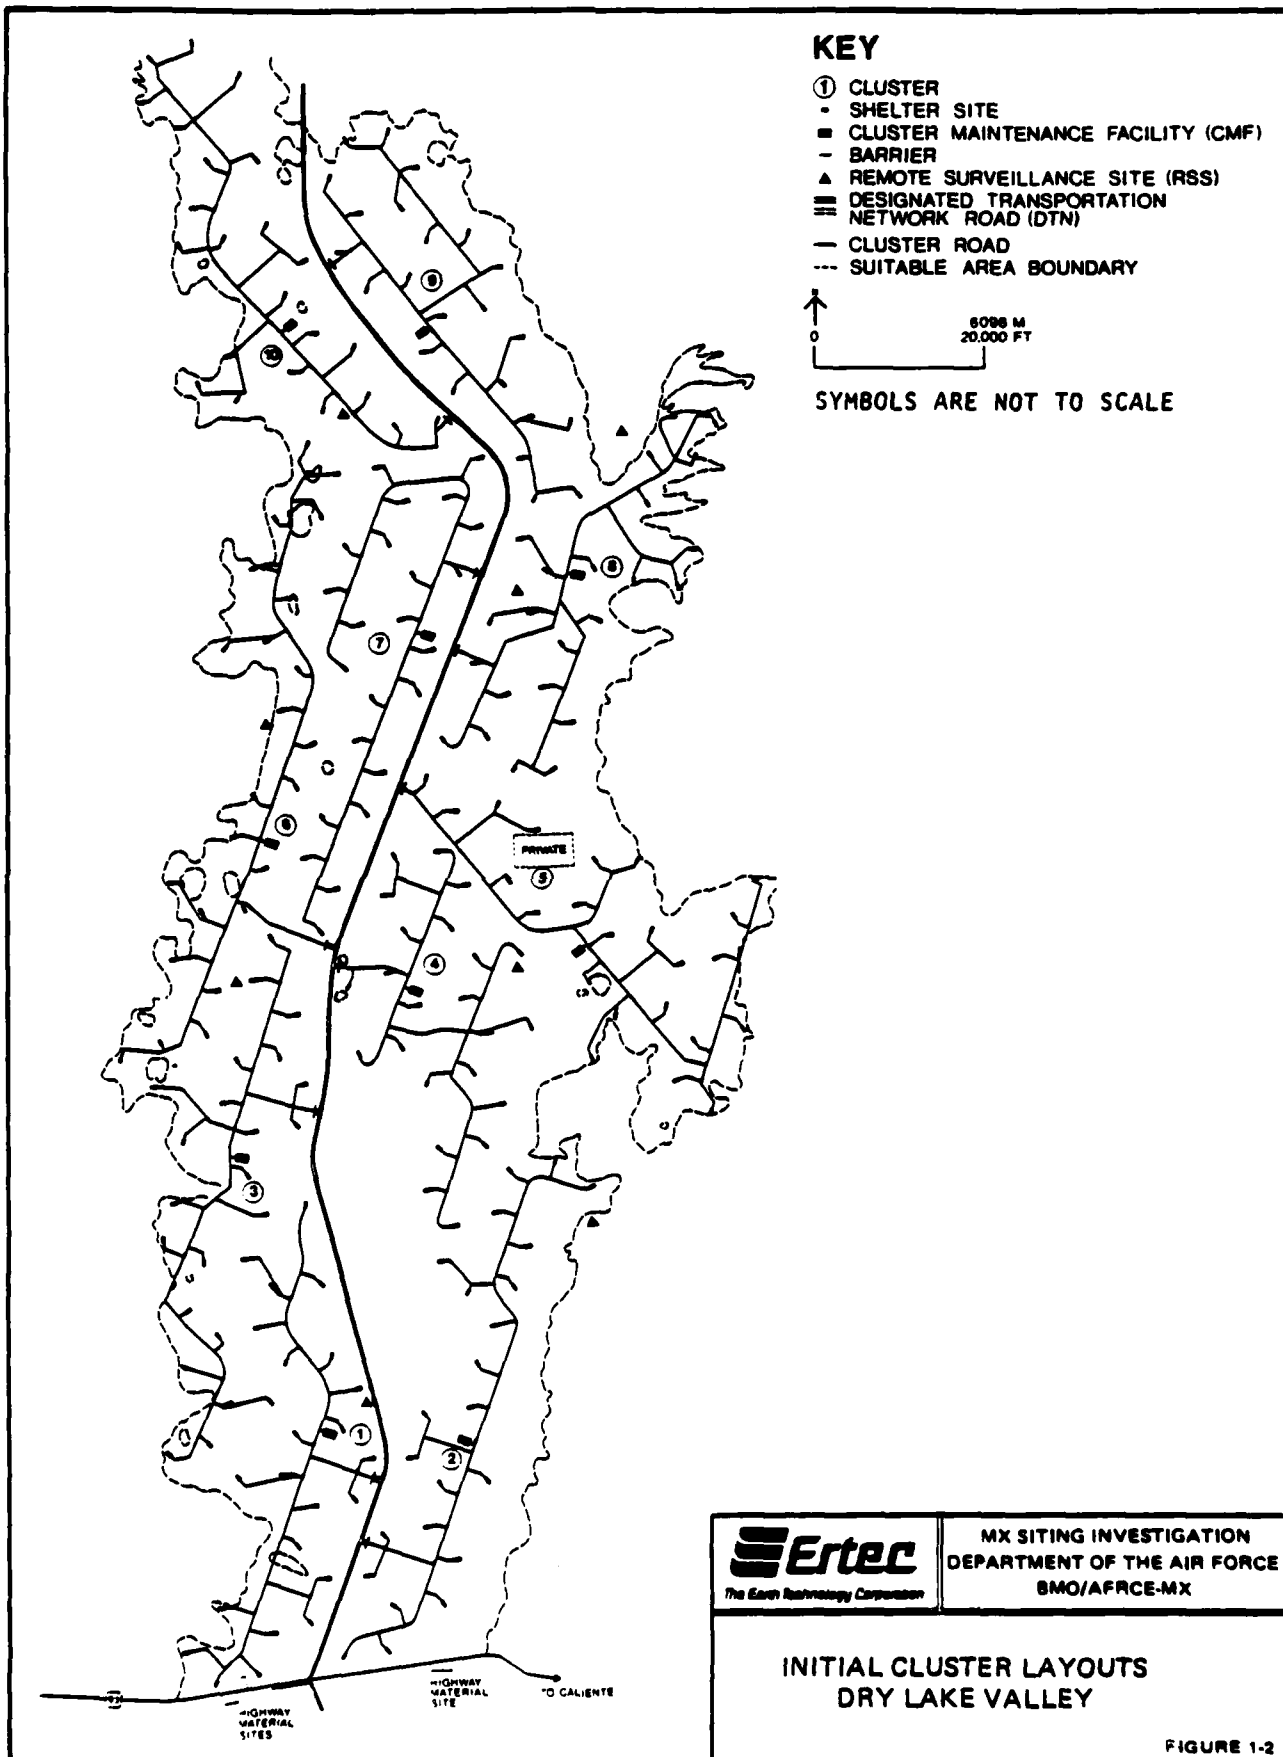 KEY
1 CLUSTER
SHELTER SITE
CLUSTER MAINTENANCE FACILITY (CMF)
BARRIER
REMOTE SURVEILLANCE SITE (RSS)
DESIGNATED TRANSPORTATION
NETWORK ROAD (DTN)
CLUSTER ROAD
SUITABLE AREA BOUNDARY
6096 M
0 20,000 FT
SYMBOLS ARE NOT TO SCALE
9
10
8
7
6
PRIVATE
5
4
3
1
2
HIGHWAY
MATERIAL
SITE
TO CALIENTE
HIGHWAY
MATERIAL
SITES
Ertec
The Earth Technology Corporation
MX SITING INVESTIGATION
DEPARTMENT OF THE AIR FORCE
BMO/AFRCE-MX
INITIAL CLUSTER LAYOUTS
DRY LAKE VALLEY
FIGURE 1-2